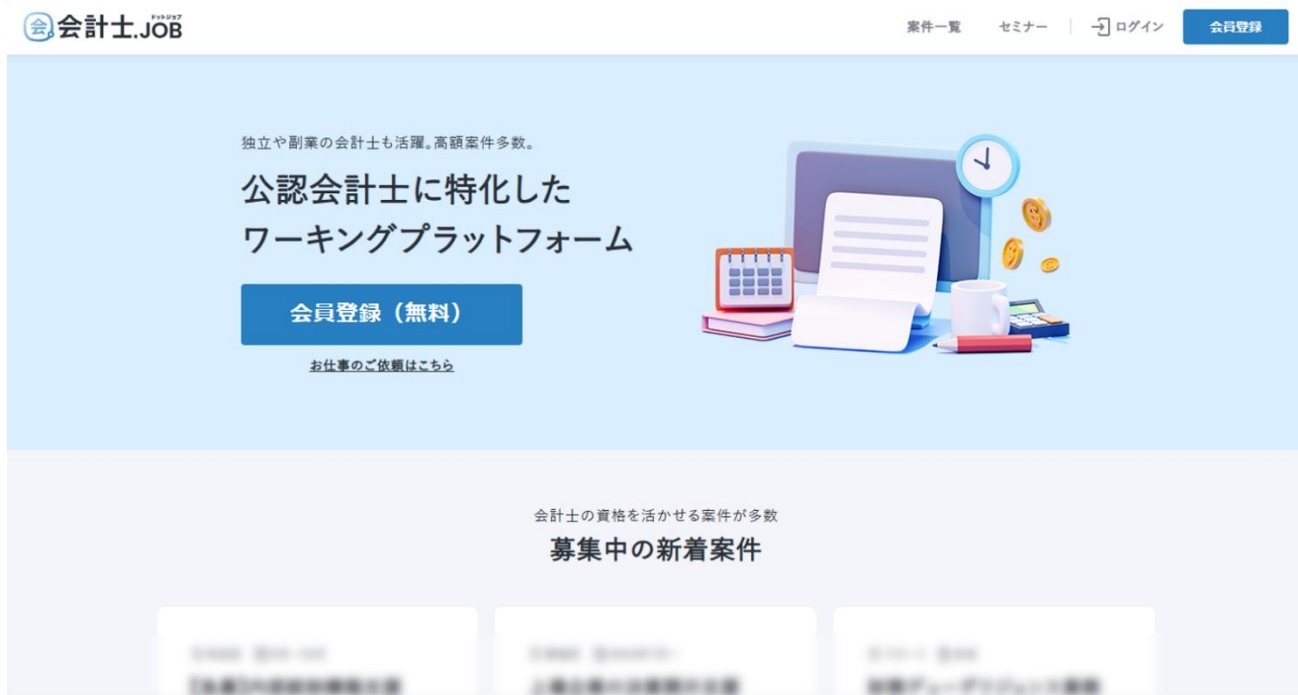 会 会計士.JOB
ドットジョブ
案件一覧
セミナー
ログイン
会員登録
独立や副業の会計士も活躍。高額案件多数。
公認会計士に特化した
ワーキングプラットフォーム
会員登録（無料）
お仕事のご依頼はこちら
会計士の資格を活かせる案件が多数
募集中の新着案件